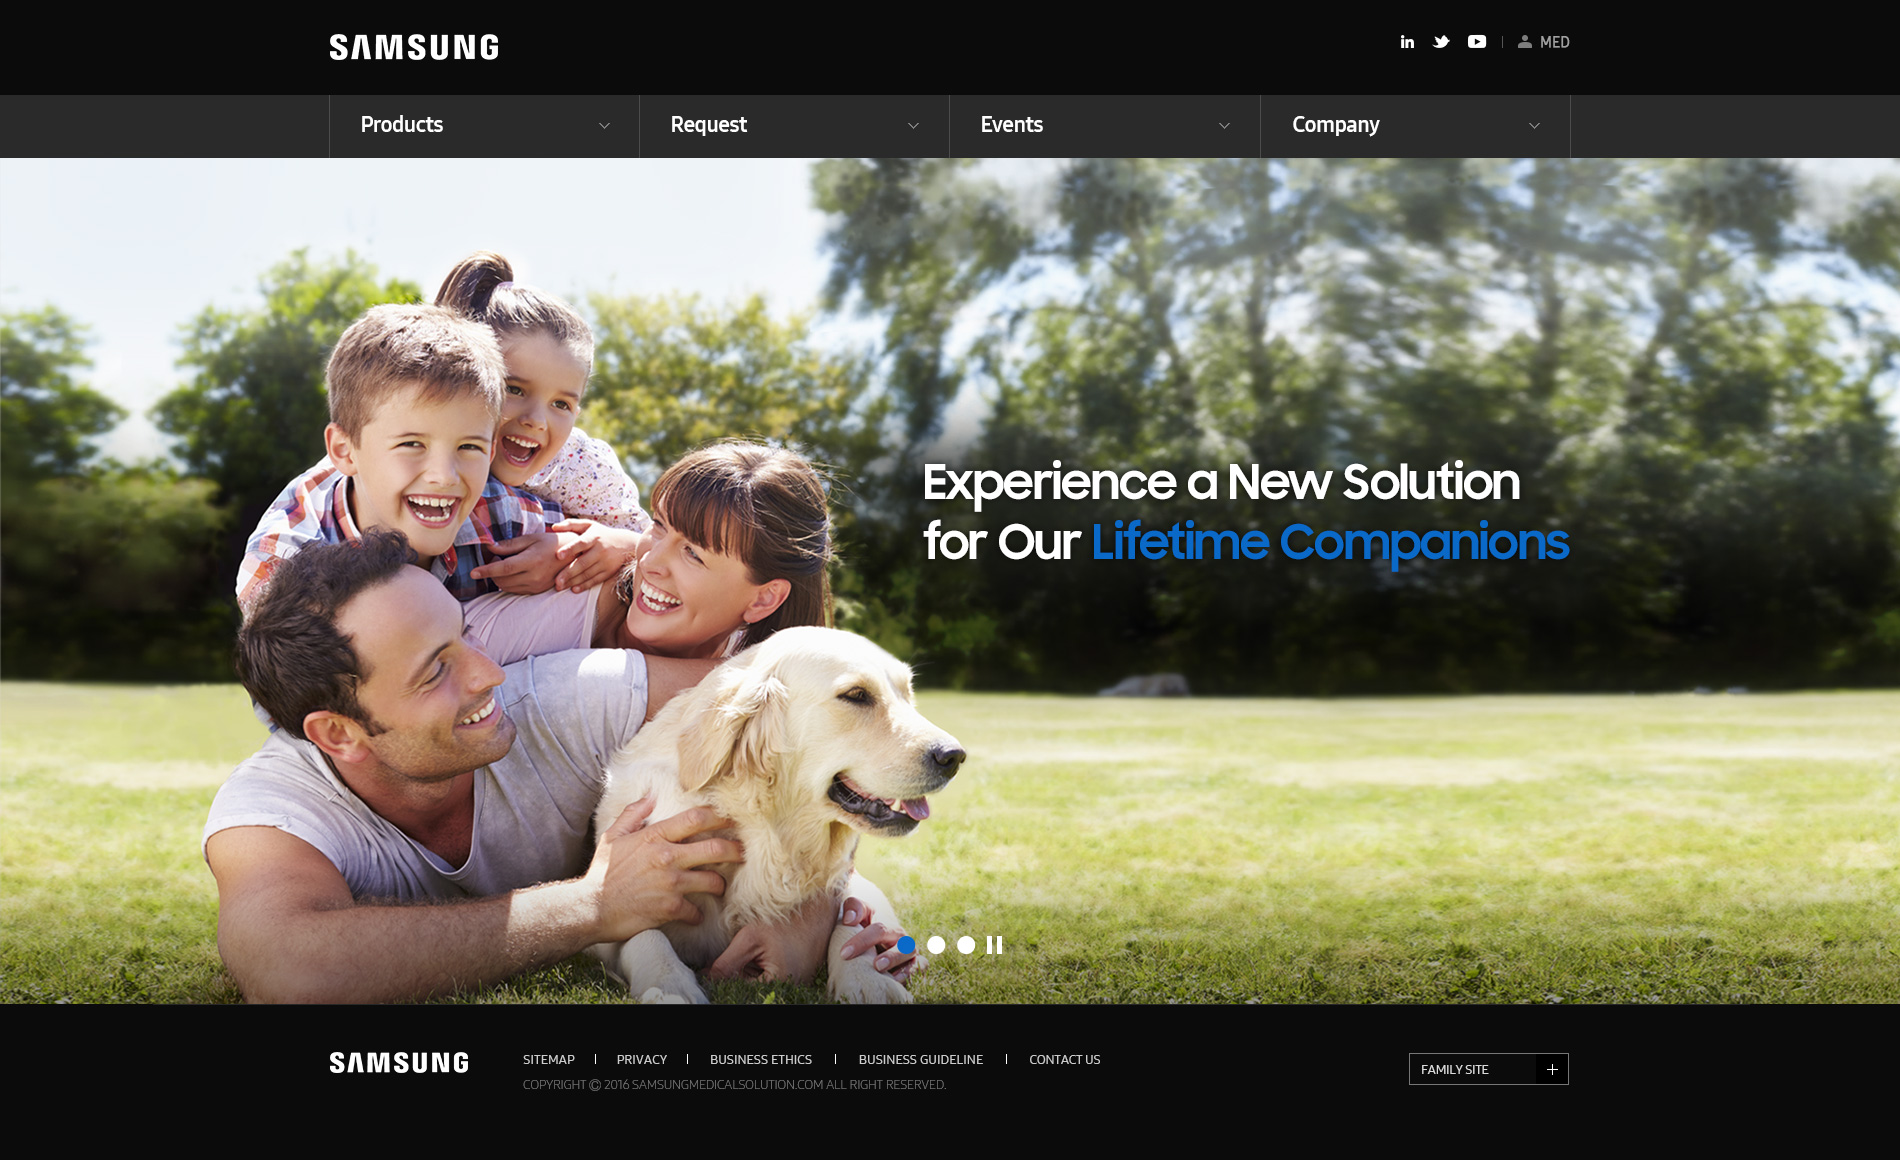 SAMSUNG
in
MED
Products
Request
Events
Company
Experience a New Solution
for Our Lifetime Companions
SAMSUNG
SITEMAP
PRIVACY
BUSINESS ETHICS
BUSINESS GUIDELINE
CONTACT US
COPYRIGHT © 2016 SAMSUNGMEDICALSOLUTION.COM ALL RIGHT RESERVED.
FAMILY SITE